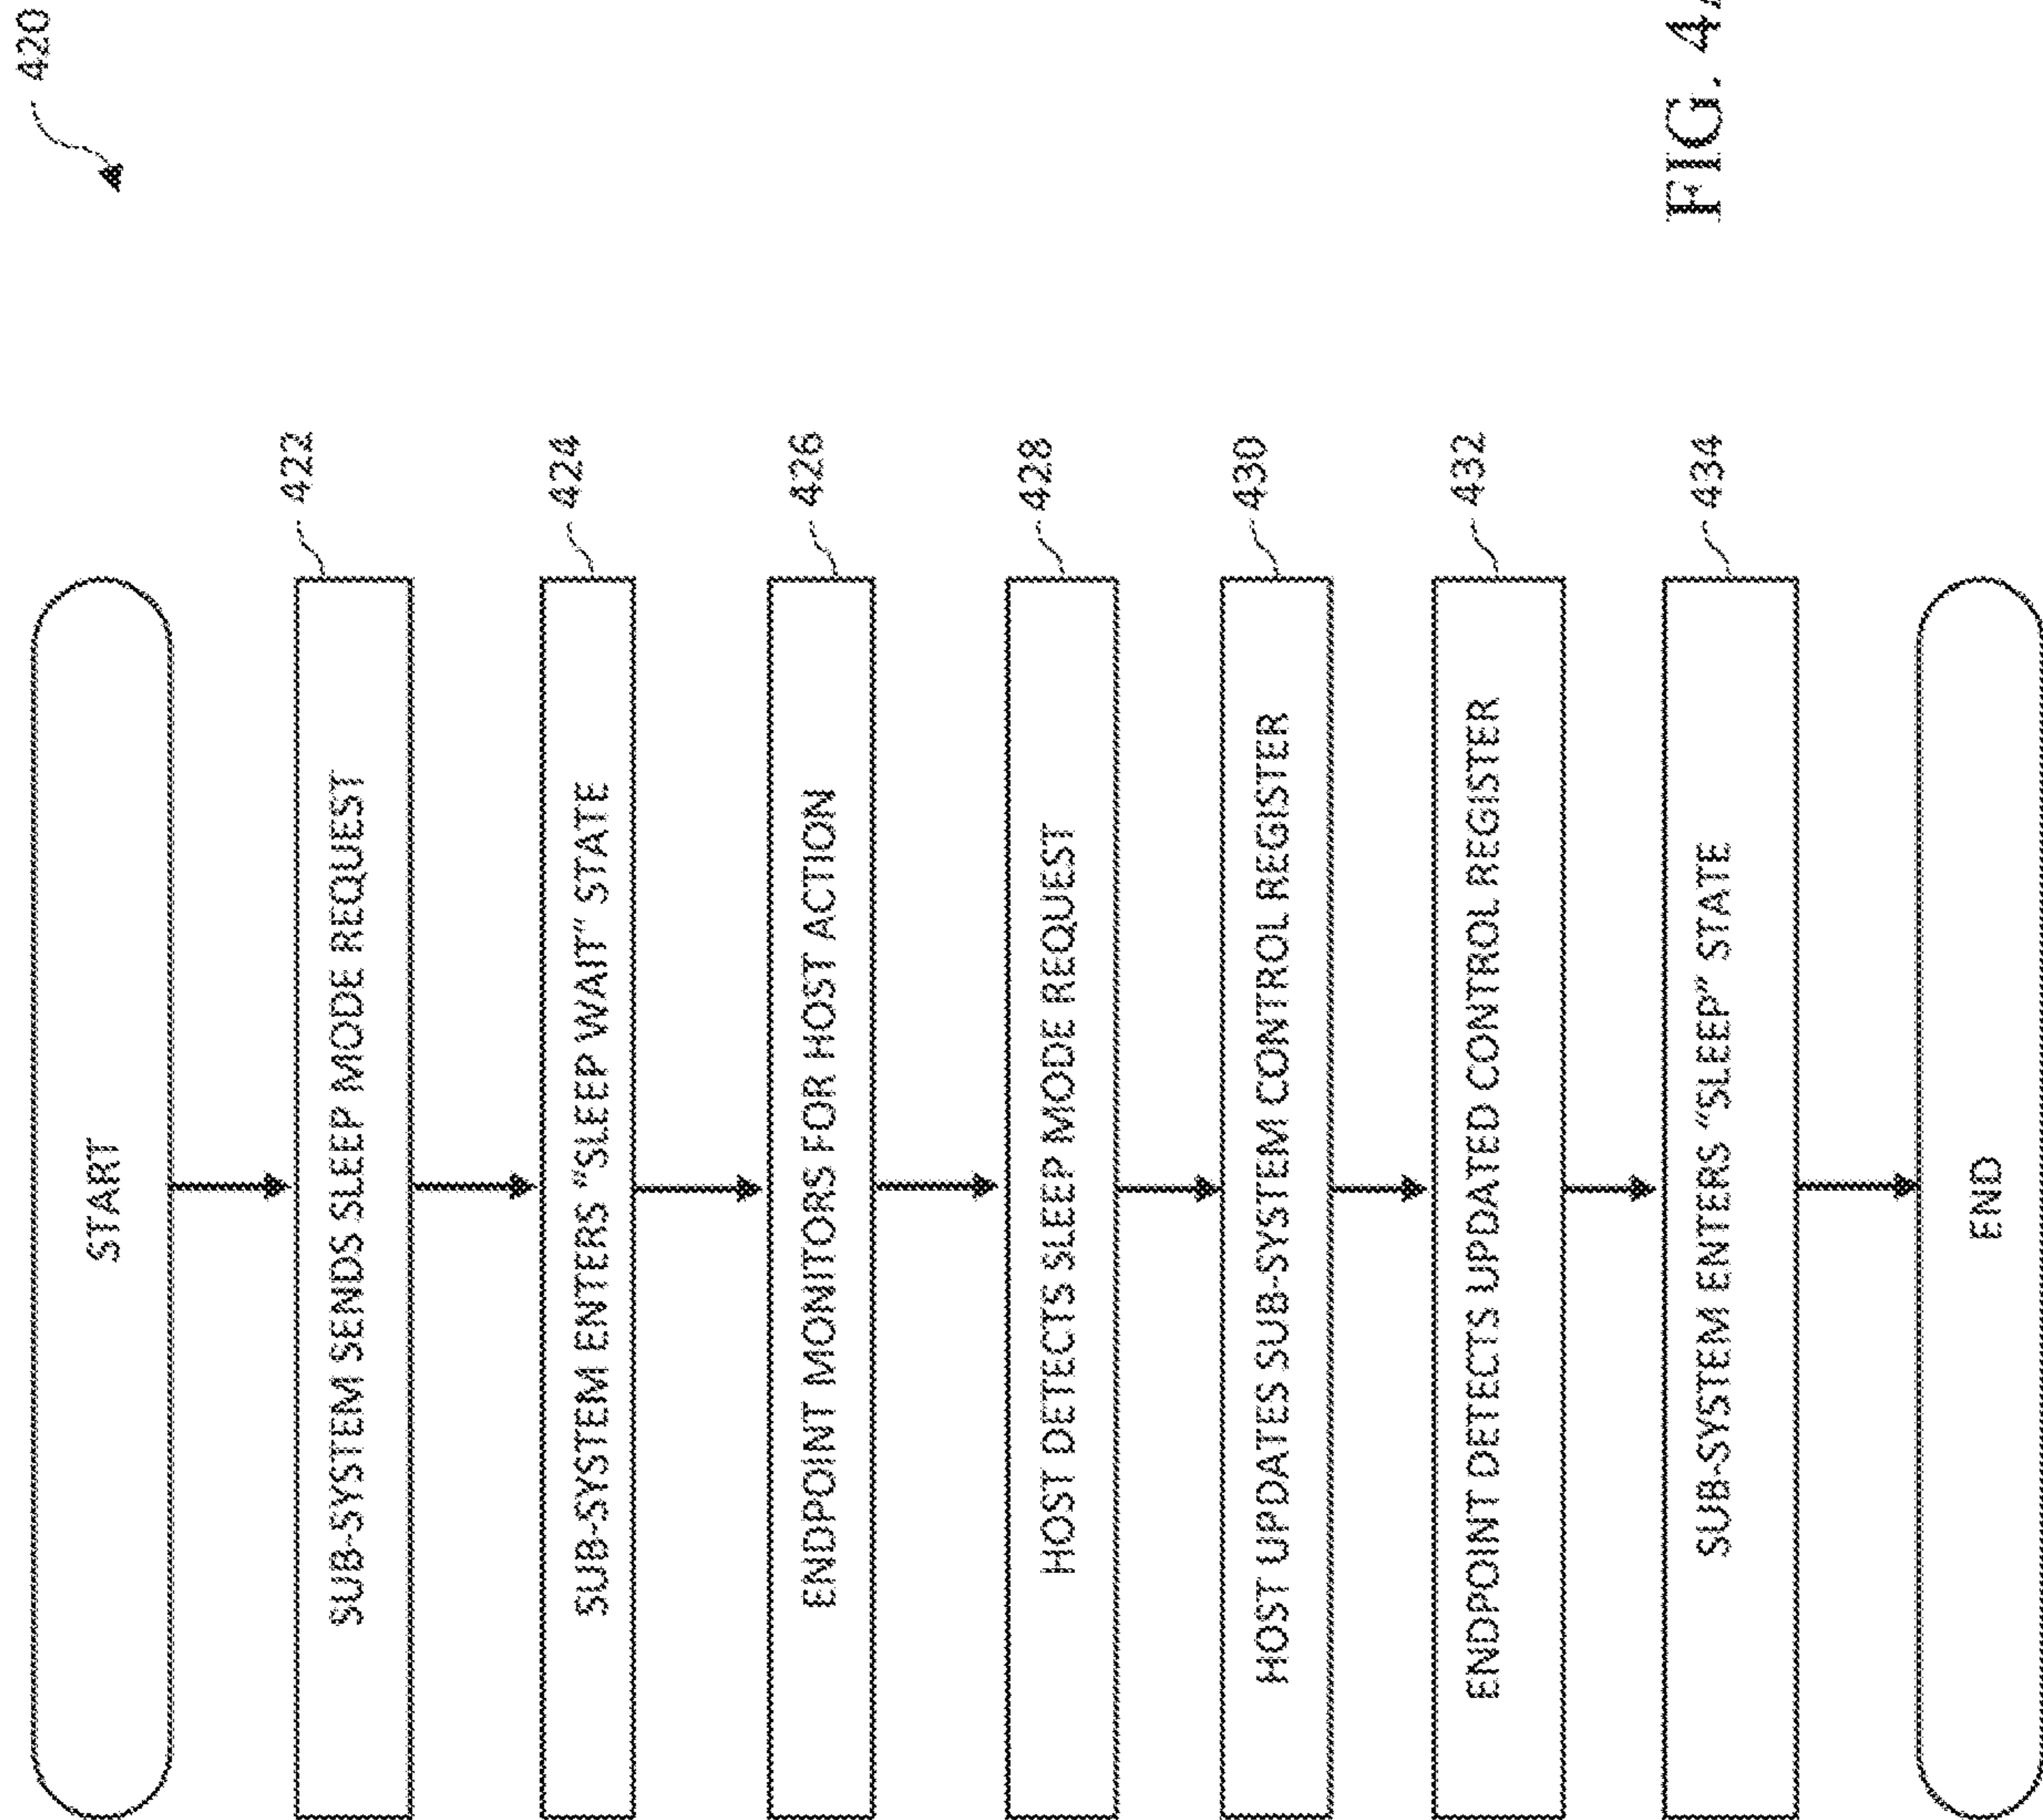 420
START
SUB-SYSTEM SENDS SLEEP MODE REQUEST
422
SUB-SYSTEM ENTERS "SLEEP WAIT" STATE
424
ENDPOINT MONITORS FOR HOST ACTION
426
HOST DETECTS SLEEP MODE REQUEST
428
HOST UPDATES SUB-SYSTEM CONTROL REGISTER
430
ENDPOINT DETECTS UPDATED CONTROL REGISTER
432
SUB-SYSTEM ENTERS "SLEEP" STATE
434
END
FIG.